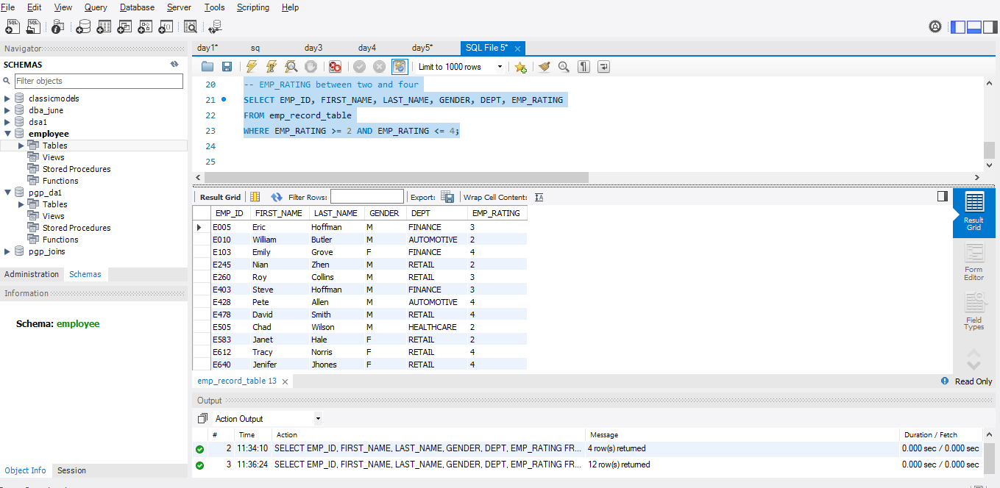 File Edit View Query Database Server Tools Scripting Help
Navigator
SCHEMAS
Filter objects
classicmodels
dba_june
dsa1
employee
Tables
Views
Stored Procedures
Functions
pgp_da1
Tables
Views
Stored Procedures
Functions
pgp_joins
Administration Schemas
Information
Schema: employee
Object Info Session
day1* sq day3 day4 day5* SQL File 5*
Limit to 1000 rows
20 -- EMP_RATING between two and four
21 SELECT EMP_ID, FIRST_NAME, LAST_NAME, GENDER, DEPT, EMP_RATING
22 FROM emp_record_table
23 WHERE EMP_RATING >= 2 AND EMP_RATING <= 4;
24
25
Result Grid Filter Rows: Export: Wrap Cell Content:
EMP_ID FIRST_NAME LAST_NAME GENDER DEPT EMP_RATING
E005 Eric Hoffman M FINANCE 3
E010 William Butler M AUTOMOTIVE 2
E103 Emily Grove F FINANCE 4
E245 Nian Zhen M RETAIL 2
E260 Roy Collins M RETAIL 3
E403 Steve Hoffman M FINANCE 3
E428 Pete Allen M AUTOMOTIVE 4
E478 David Smith M RETAIL 4
E505 Chad Wilson M HEALTHCARE 2
E583 Janet Hale F RETAIL 2
E612 Tracy Norris F RETAIL 4
E640 Jenifer Jhones F RETAIL 4
Result
Grid
Form
Editor
Field
Types
emp_record_table 13
Read Only
Output
Action Output
# Time Action Message Duration / Fetch
2 11:34:10 SELECT EMP_ID, FIRST_NAME, LAST_NAME, GENDER, DEPT, EMP_RATING FR... 4 row(s) returned 0.000 sec / 0.000 sec
3 11:36:24 SELECT EMP_ID, FIRST_NAME, LAST_NAME, GENDER, DEPT, EMP_RATING FR... 12 row(s) returned 0.000 sec / 0.000 sec